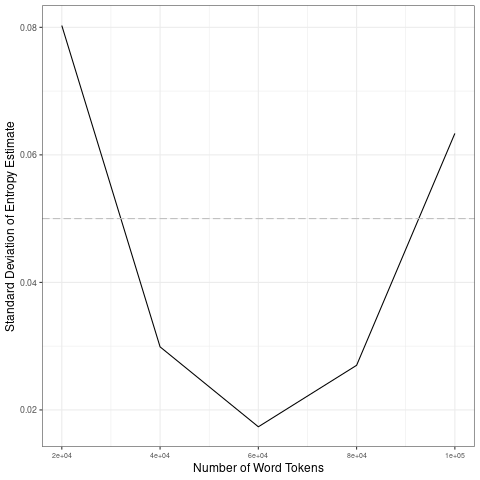 Standard Deviation of Entropy Estimate
0.08
0.06
0.04
0.02
2e+04 4e+04 6e+04 8e+04 1e+05
Number of Word Tokens